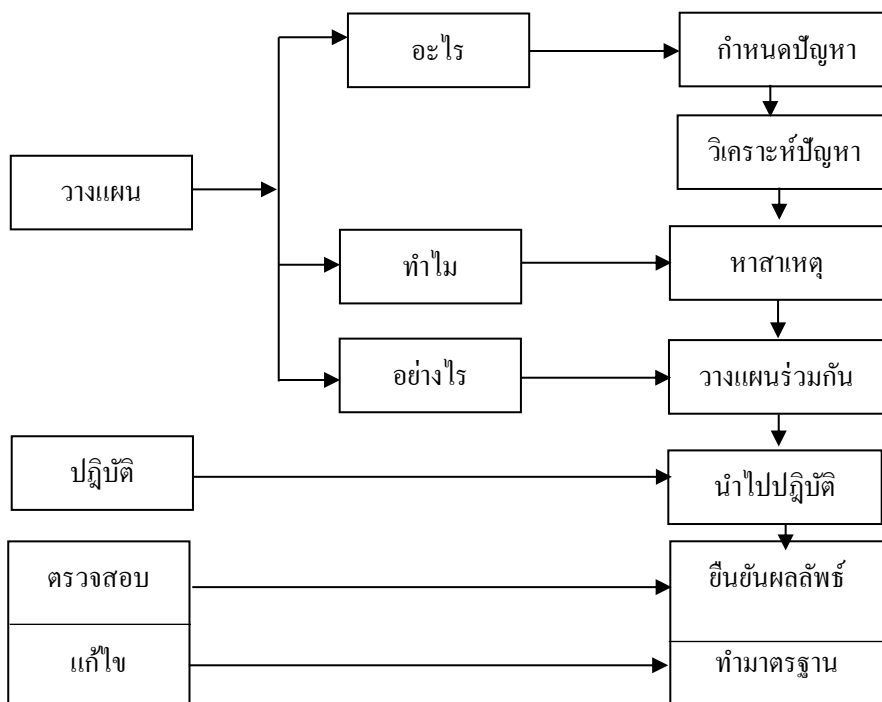 อะไร
กำหนดปัญหา
วิเคราะห์ปัญหา
วางแผน
ทำไม
หาสาเหตุ
อย่างไร
วางแผนร่วมกัน
ปฎิบัติ
นำไปปฎิบัติ
ตรวจสอบ
ยืนยันผลลัพธ์
แก้ไข
ทำมาตรฐาน